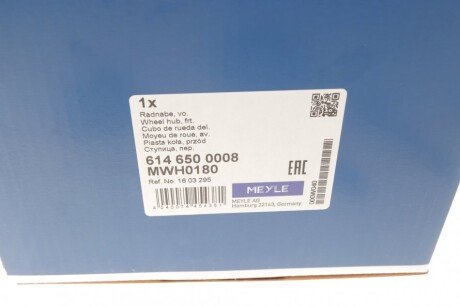 1x
Radnabe, vo.
Wheel hub, frt.
Cubo de rueda del.
Moyeu de roue, av.
Piasta koła, przód
Ступица, пер.
614 650 0008
MWH0180
Ref. No. 16 03 295
EAC
MEYLE
MEYLE AG
Hamburg 22143, Germany